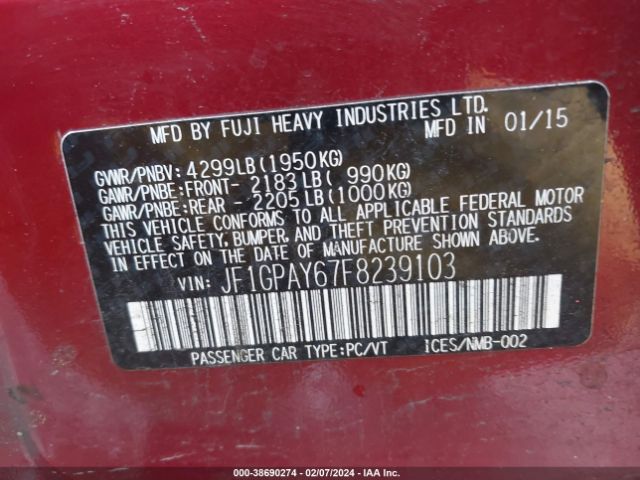 MFD BY FUJI HEAVY INDUSTRIES LTD.
MFD IN 01/15
GVWR/PNBV: 4299LB(1950KG)
GAWR/PNBE:FRONT- 2183LB( 990KG)
GAWR/PNBE:REAR - 2205LB(1000KG)
THIS VEHICLE CONFORMS TO ALL APPLICABLE FEDERAL MOTOR
VEHICLE SAFETY, BUMPER, AND THEFT PREVENTION STANDARDS
IN EFFECT ON THE DATE OF MANUFACTURE SHOWN ABOVE.
VIN: JF1GPAY67F8239103
PASSENGER CAR TYPE:PC/VT ICES/NMB-002
000-38690274 - 02/07/2024 - IAAI.COM